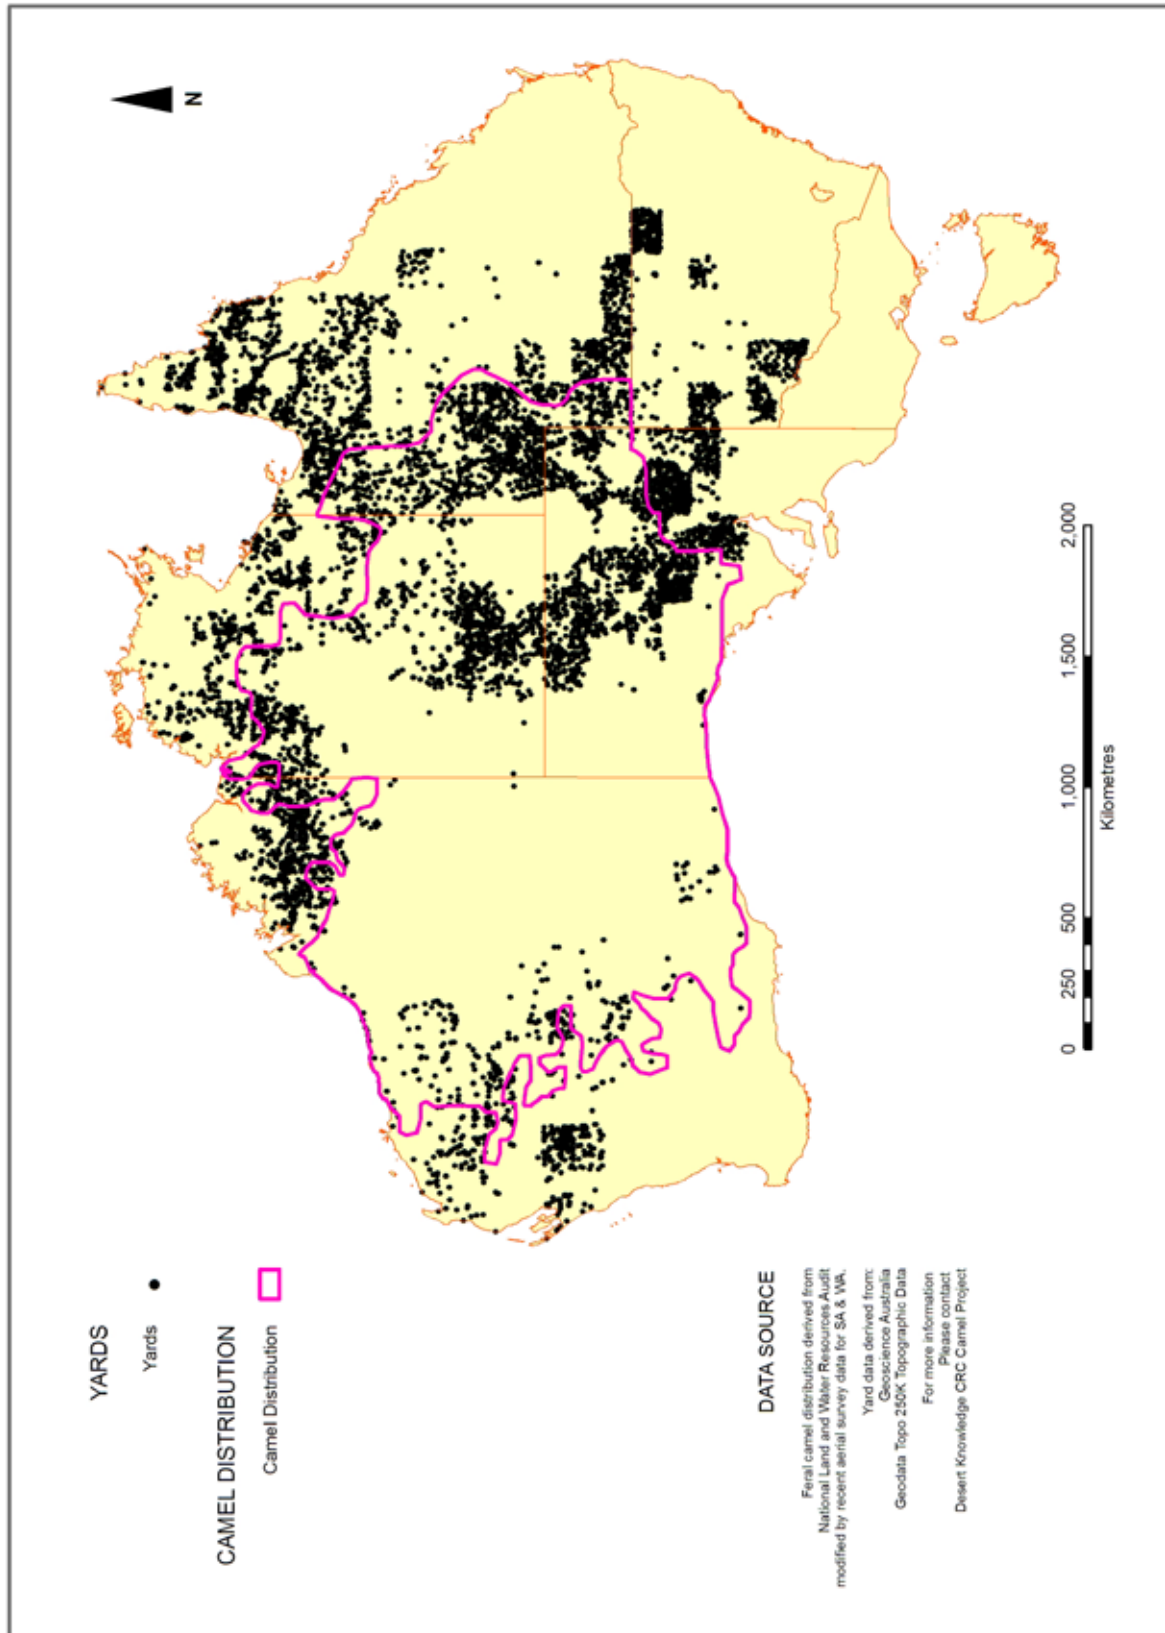 N
YARDS
Yards
CAMEL DISTRIBUTION
Camel Distribution
DATA SOURCE
Feral camel distribution derived from
National Land and Water Resources Audit
modified by recent aerial survey data for SA & WA.
Yard data derived from:
Geoscience Australia
Geodata Topo 250K Topographic Data
For more information
Please contact
Desert Knowledge CRC Camel Project
0 250 500 1,000 1,500 2,000
Kilometres